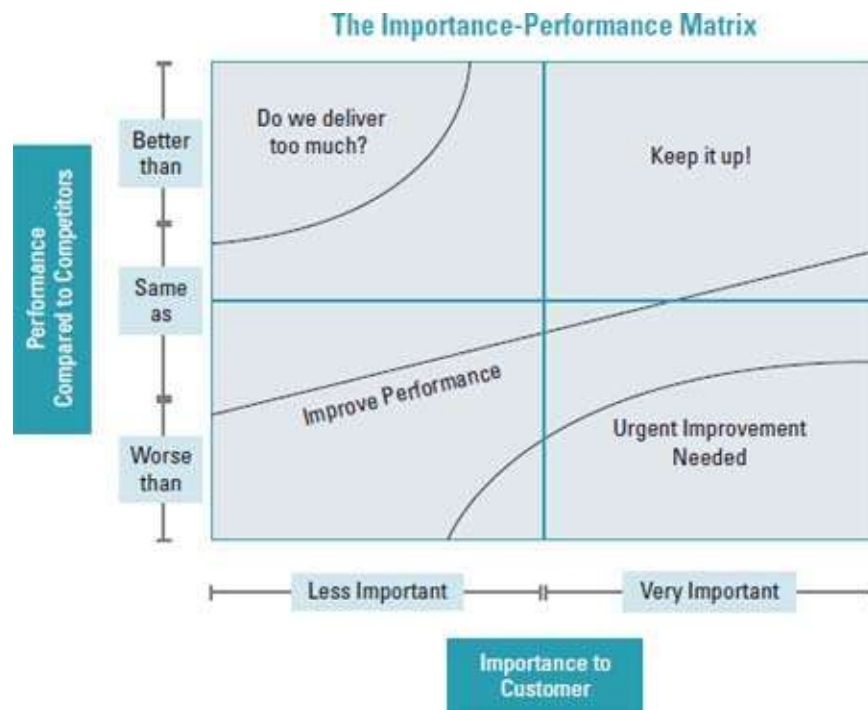 The Importance-Performance Matrix
Performance
Compared to Competitors
Better
than
Same
as
Worse
than
Do we deliver
too much?
Keep it up!
Improve Performance
Urgent Improvement
Needed
Less Important
Very Important
Importance to
Customer